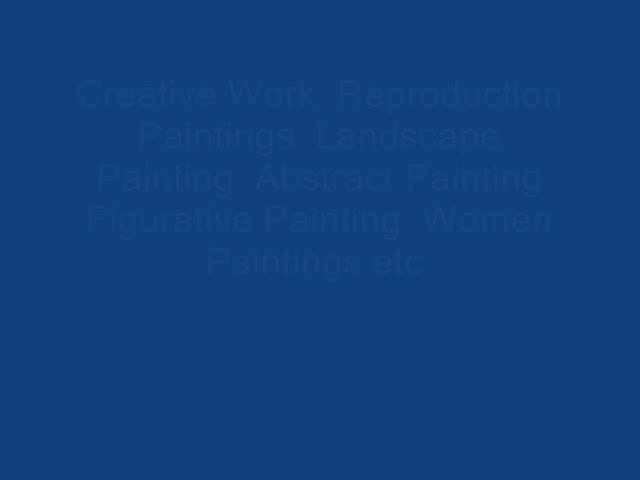 Creative Work Reproduction
Paintings Landscape
Painting Abstract Painting
Figurative Painting Women
Paintings etc.